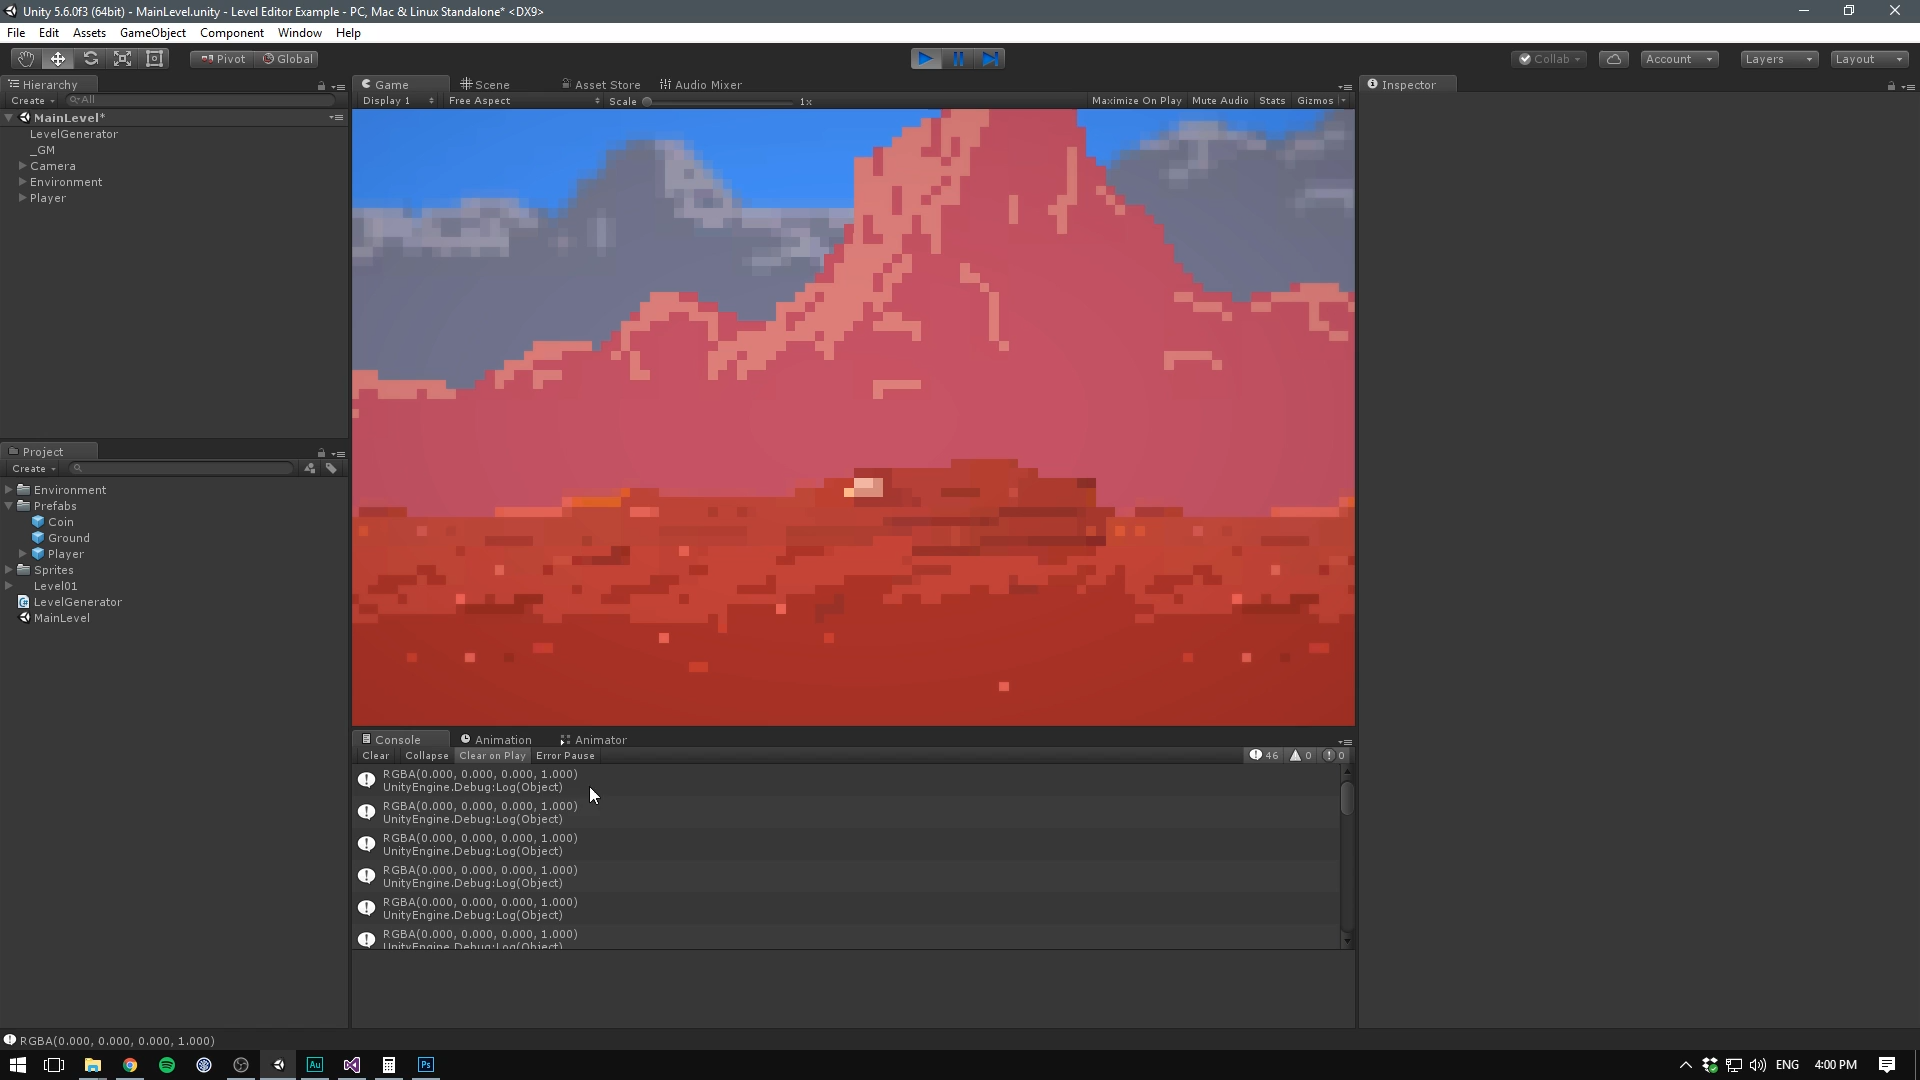 Unity 5.6.0f3 (64bit) - MainLevel.unity - Level Editor Example - PC, Mac & Linux Standalone* <DX9>
File Edit Assets GameObject Component Window Help
Pivot Global Collab Account Layers Layout
Hierarchy
Create All
MainLevel*
LevelGenerator
_GM
Camera
Environment
Player
Project
Create
Environment
Prefabs
Coin
Ground
Player
Sprites
Level01
LevelGenerator
MainLevel
Game Scene Asset Store Audio Mixer
Display 1 Free Aspect Scale 1x Maximize On Play Mute Audio Stats Gizmos
Console Animation Animator
Clear Collapse Clear on Play Error Pause 46 0 0
RGBA(0.000, 0.000, 0.000, 1.000)
UnityEngine.Debug:Log(Object)
RGBA(0.000, 0.000, 0.000, 1.000)
UnityEngine.Debug:Log(Object)
RGBA(0.000, 0.000, 0.000, 1.000)
UnityEngine.Debug:Log(Object)
RGBA(0.000, 0.000, 0.000, 1.000)
UnityEngine.Debug:Log(Object)
RGBA(0.000, 0.000, 0.000, 1.000)
UnityEngine.Debug:Log(Object)
RGBA(0.000, 0.000, 0.000, 1.000)
UnityEngine.Debug:Log(Object)
Inspector
RGBA(0.000, 0.000, 0.000, 1.000)
Au Ps ENG 4:00 PM